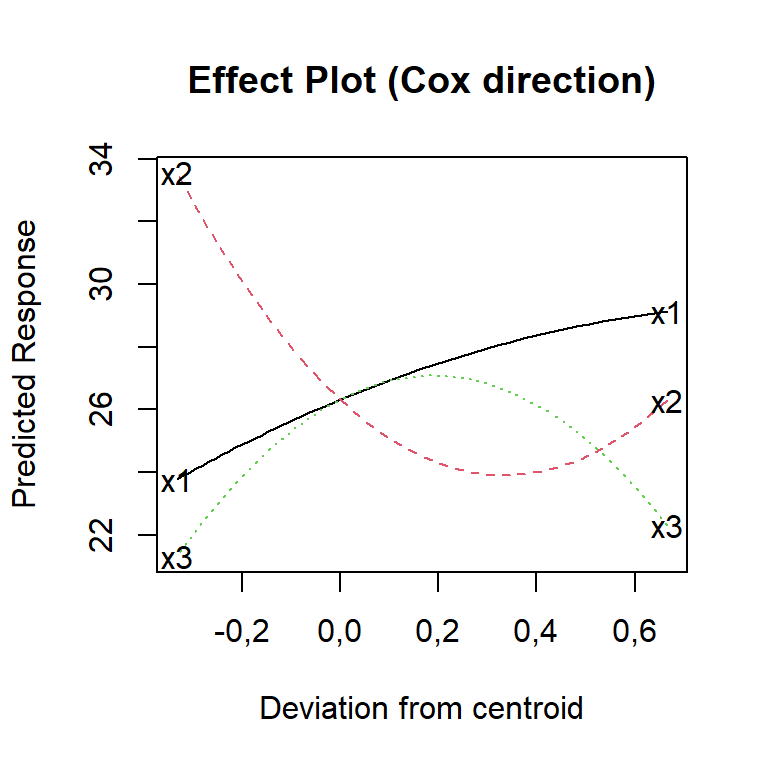 Effect Plot (Cox direction)
34
30
26
22
Predicted Response
x2
x1
x3
x1
x2
x3
-0,2 0,0 0,2 0,4 0,6
Deviation from centroid